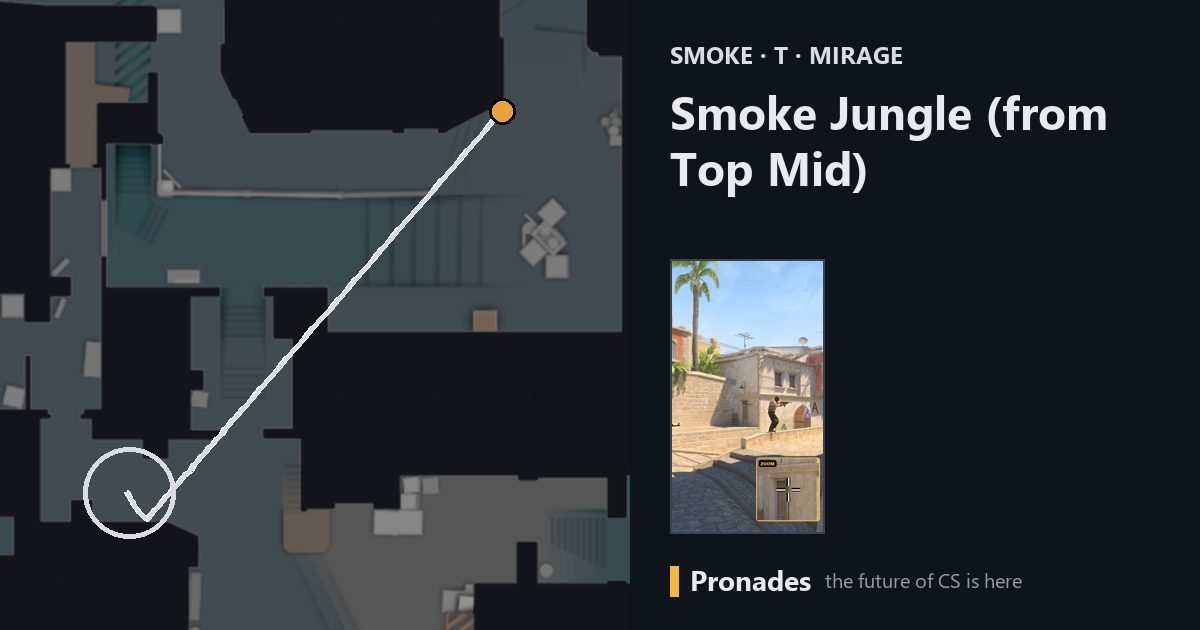 SMOKE · T · MIRAGE
Smoke Jungle (from
Top Mid)
A
A
ZOOM
Pronades the future of CS is here